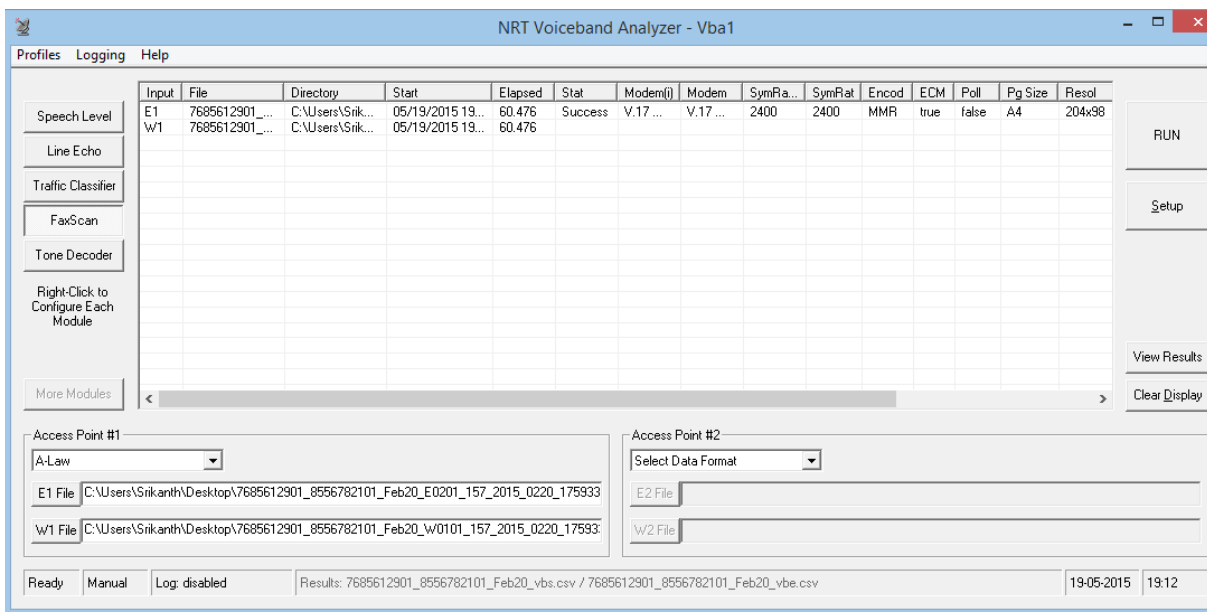 NRT Voiceband Analyzer - Vba1
Profiles Logging Help
Input File Directory Start Elapsed Stat Modem(i) Modem SymRa... SymRat Encod ECM Poll Pg Size Resol
E1 7685612901_... C:\Users\Srik... 05/19/2015 19... 60.476 Success V.17 ... V.17 ... 2400 2400 MMR true false A4 204x98
W1 7685612901_... C:\Users\Srik... 05/19/2015 19... 60.476
Speech Level
Line Echo
Traffic Classifier
FaxScan
Tone Decoder
Right-Click to
Configure Each
Module
More Modules
RUN
Setup
View Results
Clear Display
Access Point #1
A-Law
E1 File C:\Users\Srikanth\Desktop\7685612901_8556782101_Feb20_E0201_157_2015_0220_175933
W1 File C:\Users\Srikanth\Desktop\7685612901_8556782101_Feb20_W0101_157_2015_0220_17593
Access Point #2
Select Data Format
E2 File
W2 File
Ready Manual Log: disabled Results: 7685612901_8556782101_Feb20_vbs.csv / 7685612901_8556782101_Feb20_vbe.csv 19-05-2015 19:12